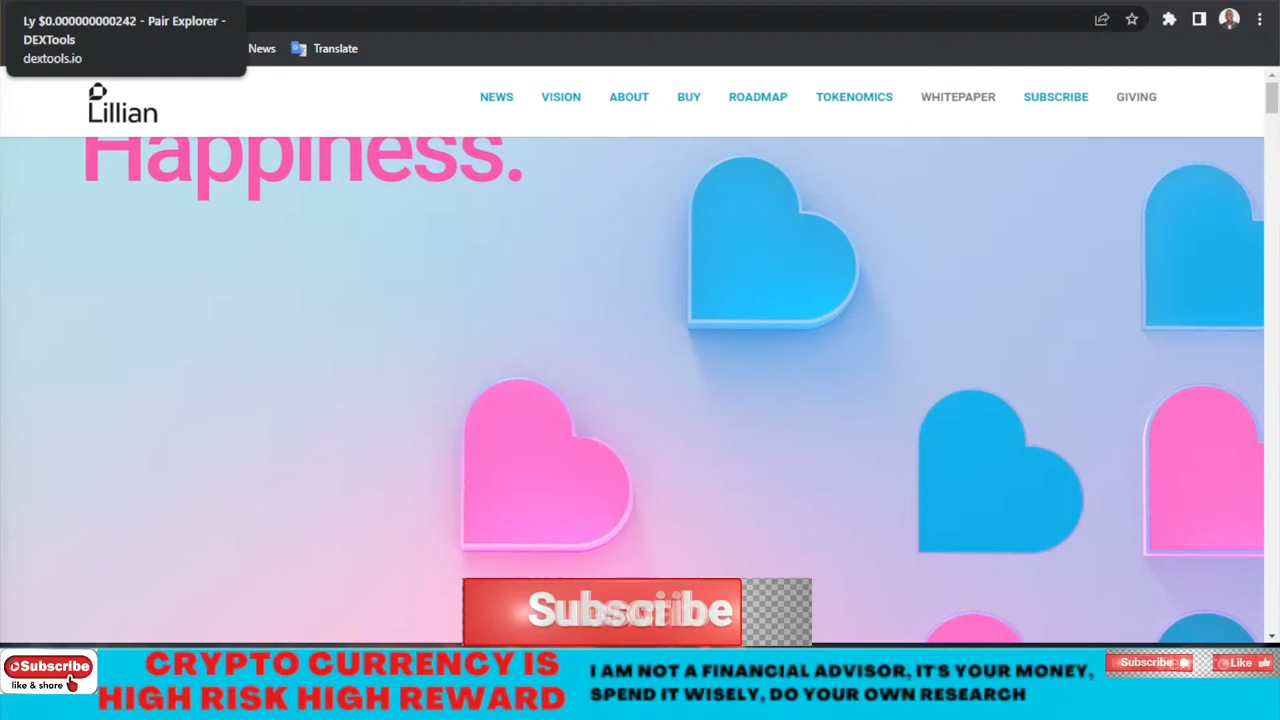 Ly $0.000000000242 - Pair Explorer -
DEXTools
dextools.io
News
Translate
Lillian
NEWS
VISION
ABOUT
BUY
ROADMAP
TOKENOMICS
WHITEPAPER
SUBSCRIBE
GIVING
Happiness.
Subscribe
Subscribe
like & share
CRYPTO CURRENCY IS
HIGH RISK HIGH REWARD
I AM NOT A FINANCIAL ADVISOR, IT'S YOUR MONEY,
SPEND IT WISELY, DO YOUR OWN RESEARCH
Subscribe
Like